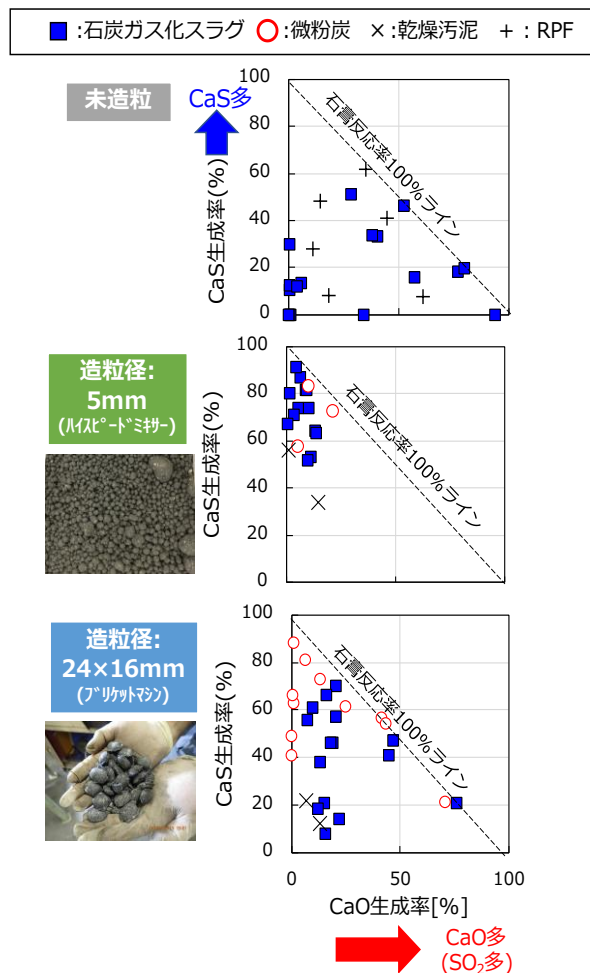 ■:石炭ガス化スラグ ○:微粉炭 ×:乾燥汚泥 +:RPF
未造粒
CaS多
CaS生成率(%)
100
80
60
40
20
0
石膏反応率100%ライン
造粒径:
5mm
(ﾊｲｽﾋﾟｰﾄﾞﾐｷｻｰ)
CaS生成率(%)
100
80
60
40
20
0
石膏反応率100%ライン
造粒径:
24×16mm
(ﾌﾞﾘｹｯﾄﾏｼﾝ)
CaS生成率(%)
100
80
60
40
20
0
石膏反応率100%ライン
0 50 100
CaO生成率[%]
CaO多
(SO₂多)